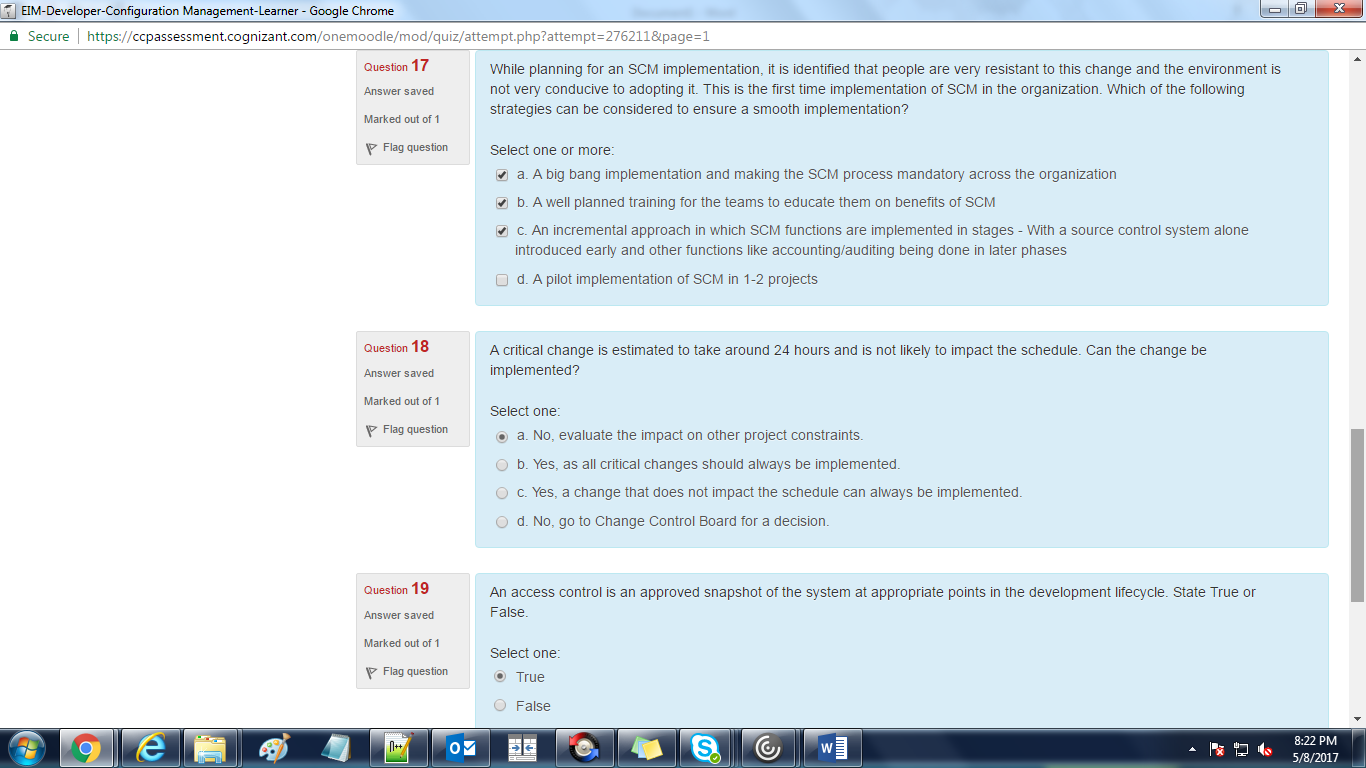 EIM-Developer-Configuration Management-Learner - Google Chrome
Secure
https://ccpassessment.cognizant.com/onemoodle/mod/quiz/attempt.php?attempt=276211&page=1
Question 17
Answer saved
Marked out of 1
Flag question
While planning for an SCM implementation, it is identified that people are very resistant to this change and the environment is
not very conducive to adopting it. This is the first time implementation of SCM in the organization. Which of the following
strategies can be considered to ensure a smooth implementation?
Select one or more:
a. A big bang implementation and making the SCM process mandatory across the organization
b. A well planned training for the teams to educate them on benefits of SCM
c. An incremental approach in which SCM functions are implemented in stages - With a source control system alone
introduced early and other functions like accounting/auditing being done in later phases
d. A pilot implementation of SCM in 1-2 projects
Question 18
Answer saved
Marked out of 1
Flag question
A critical change is estimated to take around 24 hours and is not likely to impact the schedule. Can the change be
implemented?
Select one:
a. No, evaluate the impact on other project constraints.
b. Yes, as all critical changes should always be implemented.
c. Yes, a change that does not impact the schedule can always be implemented.
d. No, go to Change Control Board for a decision.
Question 19
Answer saved
Marked out of 1
Flag question
An access control is an approved snapshot of the system at appropriate points in the development lifecycle. State True or
False.
Select one:
True
False
8:22 PM
5/8/2017